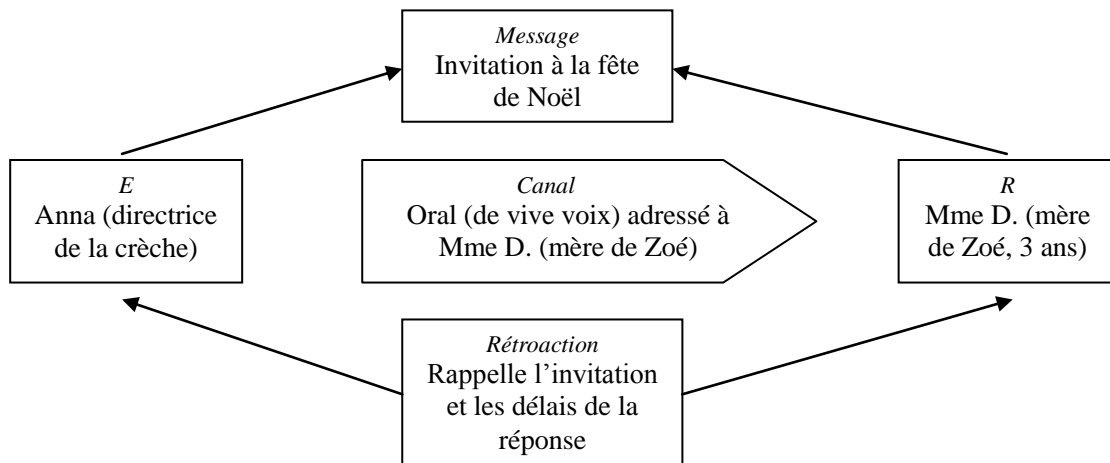 Message
Invitation à la fête
de Noël
E
Anna (directrice
de la crèche)
Canal
Oral (de vive voix) adressé à
Mme D. (mère de Zoé)
R
Mme D. (mère
de Zoé, 3 ans)
Rétroaction
Rappelle l’invitation
et les délais de la
réponse